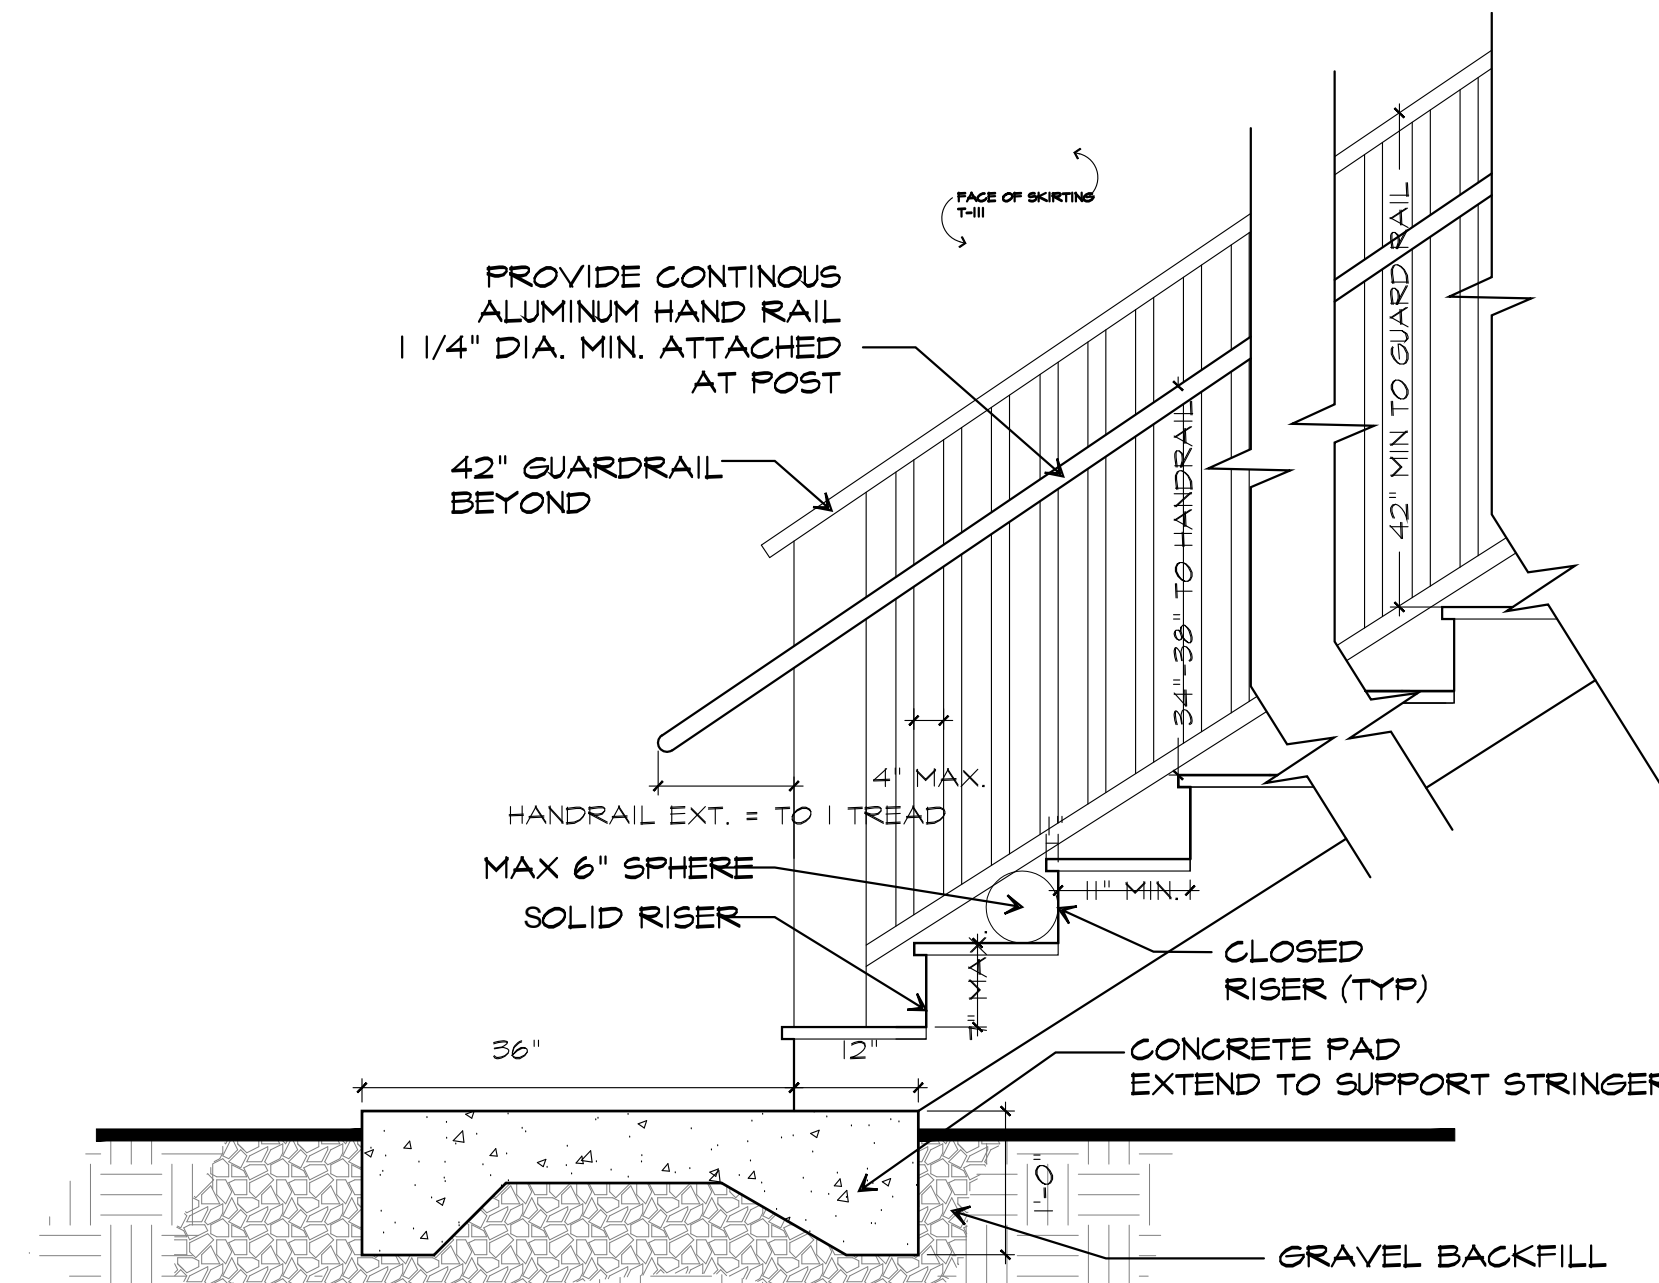 FACE OF SKIRTING
T-111
PROVIDE CONTINOUS
ALUMINUM HAND RAIL
1 1/4" DIA. MIN. ATTACHED
AT POST
42" GUARDRAIL
BEYOND
42" MIN TO GUARD RAIL
34"-38" TO HANDRAIL
4" MAX.
HANDRAIL EXT. = TO 1 TREAD
1"
MAX 6" SPHERE
11" MIN.
SOLID RISER
7" MAX.
CLOSED
RISER (TYP)
36"
12"
CONCRETE PAD
EXTEND TO SUPPORT STRINGER
1'-0"
GRAVEL BACKFILL